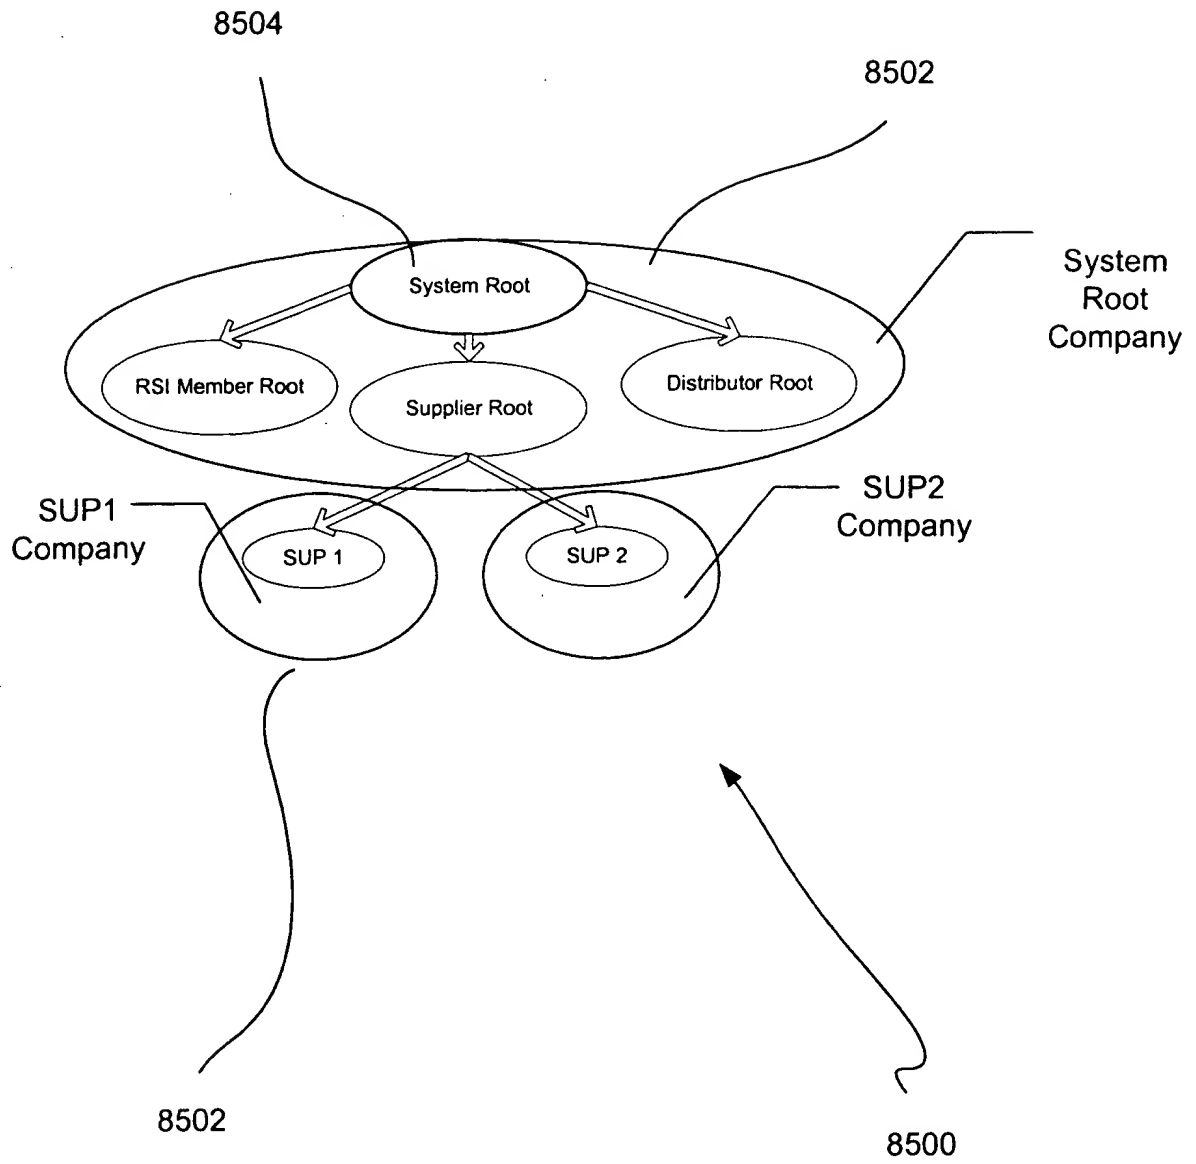 8504
8502
System Root
System
Root
Company
RSI Member Root
Supplier Root
Distributor Root
SUP1
Company
SUP2
Company
SUP 1
SUP 2
8502
8500